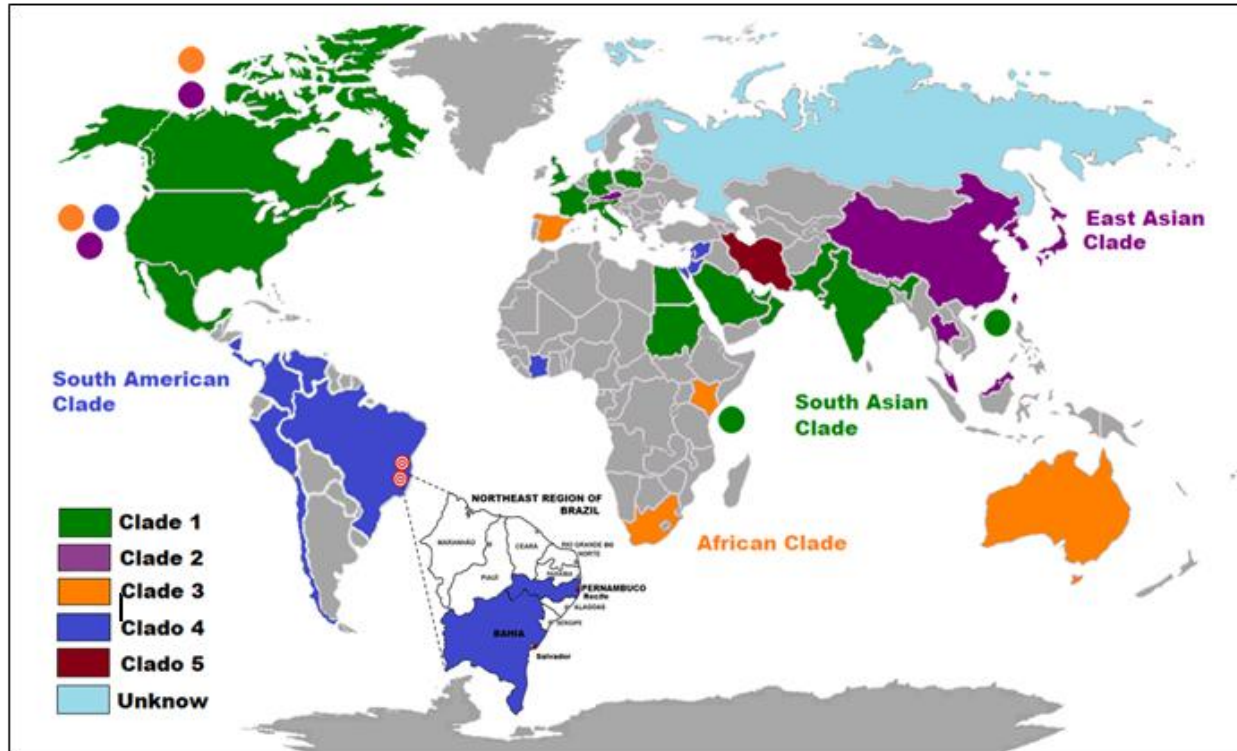 East Asian
Clade
South American
Clade
South Asian
Clade
African Clade
NORTHEAST REGION OF
BRAZIL
MARANHÃO
CEARA
RIO GRANDE DO
NORTE
PARAIBA
PIAUI
PERNAMBUCO
Recife
ALAGOAS
SERGIPE
BAHIA
Salvador
Clade 1
Clade 2
Clade 3
Clado 4
Clado 5
Unknow